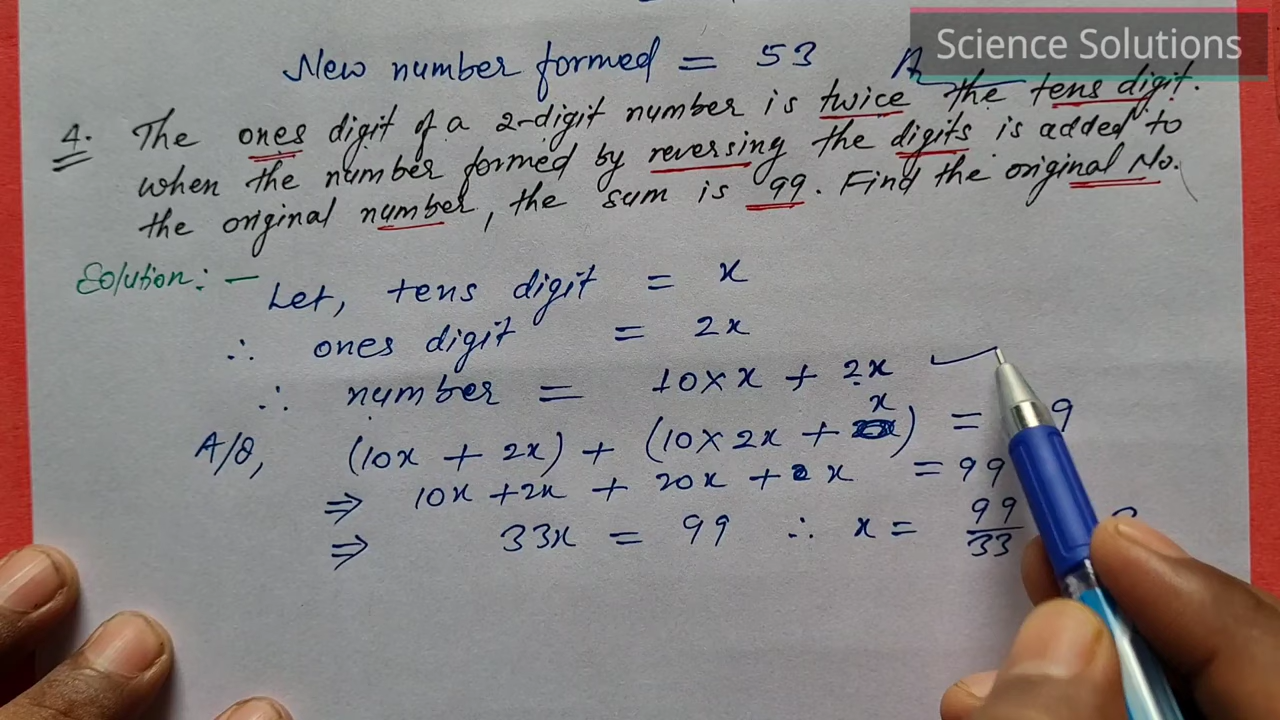 Science Solutions
New number formed = 53
4. The ones digit of a 2-digit number is twice the tens digit.
when the number formed by reversing the digits is added to
the original number, the sum is 99. Find the original No.
Solution: -
Let, tens digit = x
∴ ones digit = 2x
∴ number = 10×x + 2x
A/Q, (10x + 2x) + (10×2x + x) = 9
⇒ 10x + 2x + 20x + x = 99
⇒ 33x = 99 ∴ x = 99/33